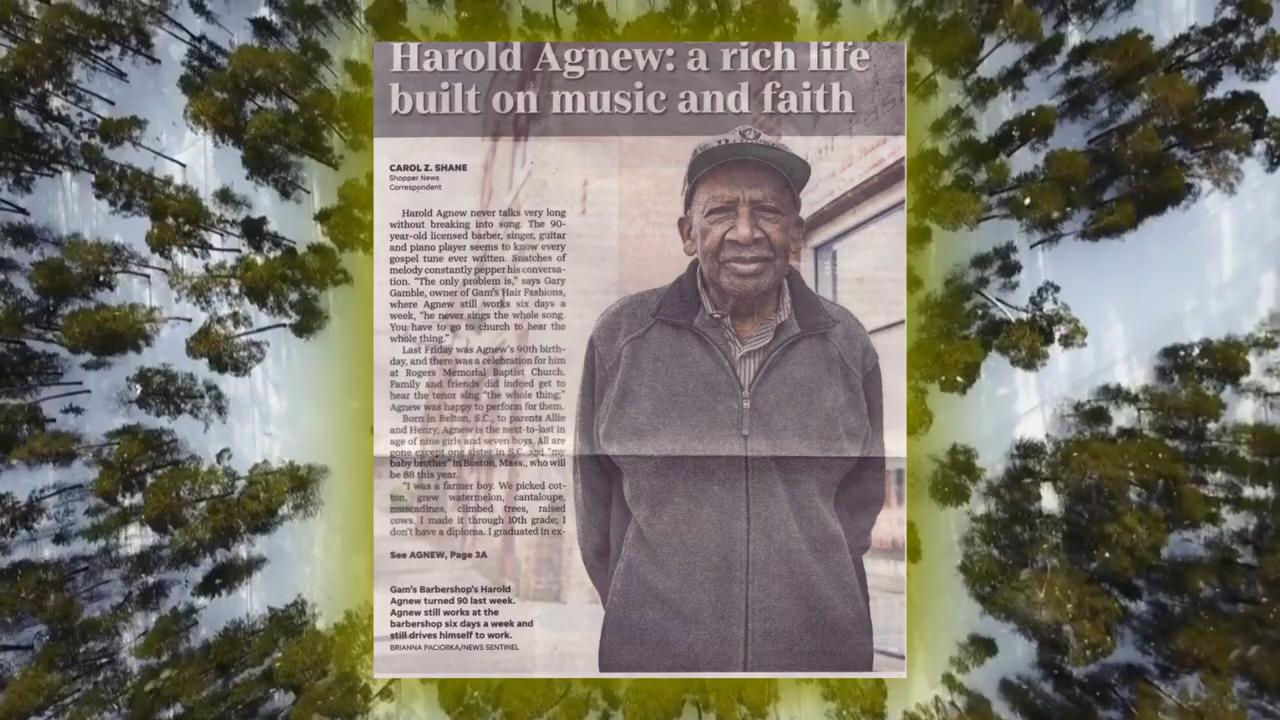 Harold Agnew: a rich life
built on music and faith
CAROL Z. SHANE
Shopper News
Correspondent
Harold Agnew never talks very long
without breaking into song. The 90-
year-old licensed barber, singer, guitar
and piano player seems to know every
gospel tune ever written. Snatches of
melody constantly pepper his conversa-
tion. "The only problem is," says Gary
Gamble, owner of Gam's Hair Fashions,
where Agnew still works six days a
week, "he never sings the whole song.
You have to go to church to hear the
whole thing."
Last Friday was Agnew's 90th birth-
day, and there was a celebration for him
at Rogers Memorial Baptist Church.
Family and friends did indeed get to
hear the tenor sing "the whole thing;"
Agnew was happy to perform for them.
Born in Belton, S.C., to parents Allie
and Henry, Agnew is the next-to-last in
age of nine girls and seven boys. All are
gone except one sister in S.C. and "my
baby brother" in Boston, Mass., who will
be 88 this year.
"I was a farmer boy. We picked cot-
ton, grew watermelon, cantaloupe,
muscadines, climbed trees, raised
cows. I made it through 10th grade; I
don't have a diploma. I graduated in ex-
See AGNEW, Page 3A
Gam's Barbershop's Harold
Agnew turned 90 last week.
Agnew still works at the
barbershop six days a week and
still drives himself to work.
BRIANNA PACIORKA/NEWS SENTINEL